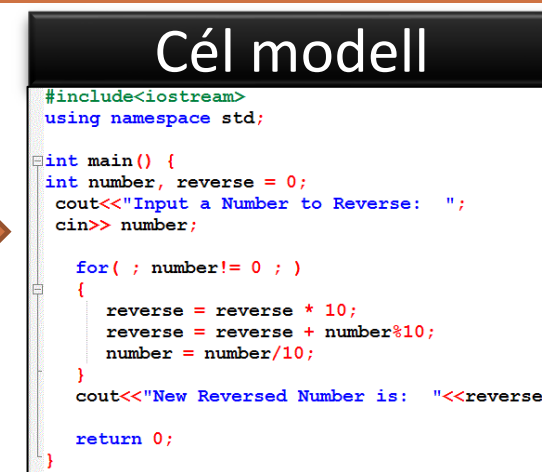 Cél modell
#include<iostream>
using namespace std;
int main() {
int number, reverse = 0;
cout<<"Input a Number to Reverse:  ";
cin>> number;
for( ; number!= 0 ; )
{
reverse = reverse * 10;
reverse = reverse + number%10;
number = number/10;
}
cout<<"New Reversed Number is:  "<<reverse
return 0;
}